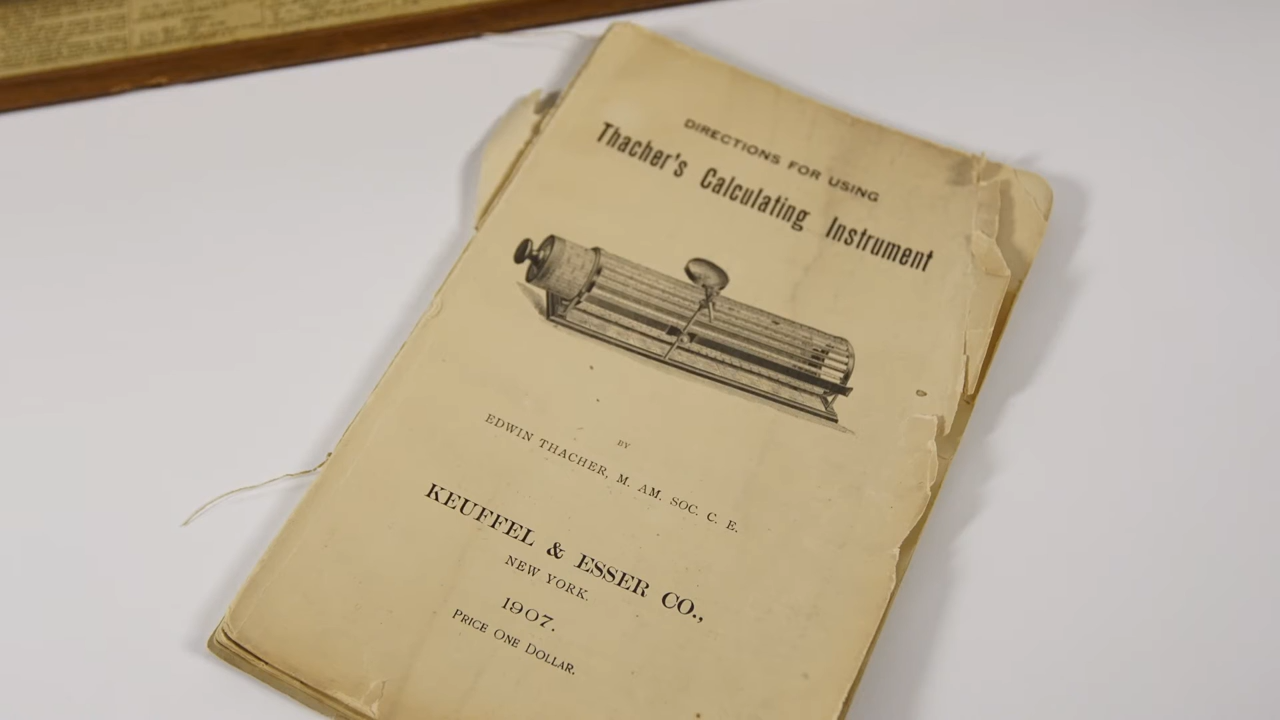 DIRECTIONS FOR USING
Thacher's Calculating Instrument
BY
EDWIN THACHER, M. AM. SOC. C. E.
KEUFFEL & ESSER CO.,
NEW YORK.
1907.
PRICE ONE DOLLAR.